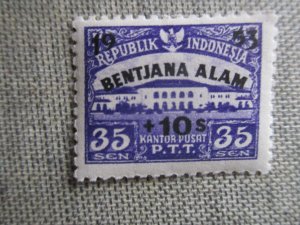 19 53
REPUBLIK INDONESIA
BENTJANA ALAM
+10s
35 35
SEN KANTOR PUSAT SEN
P.T.T.